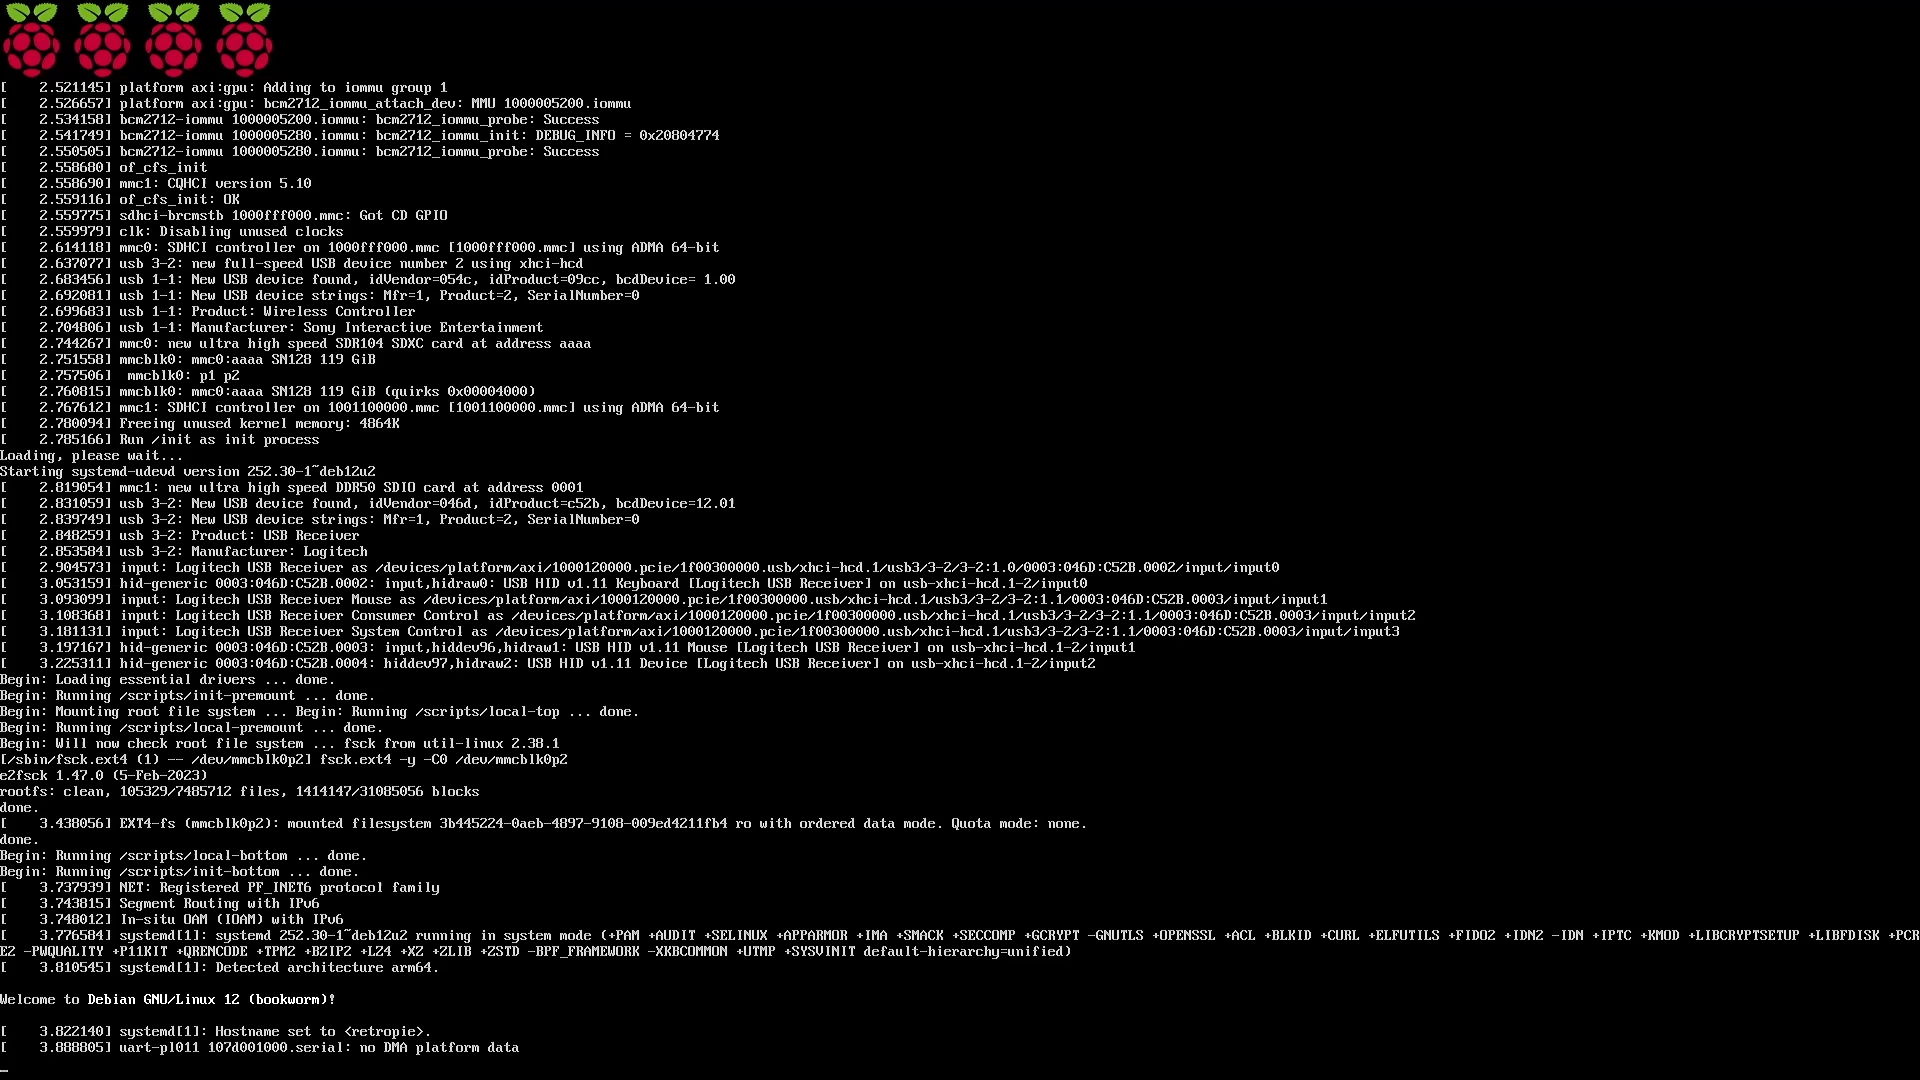 [    2.521145] platform axi:gpu: Adding to iommu group 1
[    2.526657] platform axi:gpu: bcm2712_iommu_attach_dev: MMU 1000005200.iommu
[    2.534158] bcm2712-iommu 1000005200.iommu: bcm2712_iommu_probe: Success
[    2.541749] bcm2712-iommu 1000005280.iommu: bcm2712_iommu_init: DEBUG_INFO = 0x20804774
[    2.550505] bcm2712-iommu 1000005280.iommu: bcm2712_iommu_probe: Success
[    2.558680] of_cfs_init
[    2.558690] mmc1: CQHCI version 5.10
[    2.559116] of_cfs_init: OK
[    2.559775] sdhci-brcmstb 1000fff000.mmc: Got CD GPIO
[    2.559979] clk: Disabling unused clocks
[    2.614118] mmc0: SDHCI controller on 1000fff000.mmc [1000fff000.mmc] using ADMA 64-bit
[    2.637077] usb 3-2: new full-speed USB device number 2 using xhci-hcd
[    2.683456] usb 1-1: New USB device found, idVendor=054c, idProduct=09cc, bcdDevice= 1.00
[    2.692081] usb 1-1: New USB device strings: Mfr=1, Product=2, SerialNumber=0
[    2.699683] usb 1-1: Product: Wireless Controller
[    2.704806] usb 1-1: Manufacturer: Sony Interactive Entertainment
[    2.744267] mmc0: new ultra high speed SDR104 SDXC card at address aaaa
[    2.751558] mmcblk0: mmc0:aaaa SN128 119 GiB
[    2.757506]  mmcblk0: p1 p2
[    2.760815] mmcblk0: mmc0:aaaa SN128 119 GiB (quirks 0x00004000)
[    2.767612] mmc1: SDHCI controller on 1001100000.mmc [1001100000.mmc] using ADMA 64-bit
[    2.780094] Freeing unused kernel memory: 4864K
[    2.785166] Run /init as init process
Loading, please wait...
Starting systemd-udevd version 252.30-1~deb12u2
[    2.819054] mmc1: new ultra high speed DDR50 SDIO card at address 0001
[    2.831059] usb 3-2: New USB device found, idVendor=046d, idProduct=c52b, bcdDevice=12.01
[    2.839749] usb 3-2: New USB device strings: Mfr=1, Product=2, SerialNumber=0
[    2.848259] usb 3-2: Product: USB Receiver
[    2.853584] usb 3-2: Manufacturer: Logitech
[    2.904573] input: Logitech USB Receiver as /devices/platform/axi/1000120000.pcie/1f00300000.usb/xhci-hcd.1/usb3/3-2/3-2:1.0/0003:046D:C52B.0002/input/input0
[    3.053159] hid-generic 0003:046D:C52B.0002: input,hidraw0: USB HID v1.11 Keyboard [Logitech USB Receiver] on usb-xhci-hcd.1-2/input0
[    3.093099] input: Logitech USB Receiver Mouse as /devices/platform/axi/1000120000.pcie/1f00300000.usb/xhci-hcd.1/usb3/3-2/3-2:1.1/0003:046D:C52B.0003/input/input1
[    3.108368] input: Logitech USB Receiver Consumer Control as /devices/platform/axi/1000120000.pcie/1f00300000.usb/xhci-hcd.1/usb3/3-2/3-2:1.1/0003:046D:C52B.0003/input/input2
[    3.181131] input: Logitech USB Receiver System Control as /devices/platform/axi/1000120000.pcie/1f00300000.usb/xhci-hcd.1/usb3/3-2/3-2:1.1/0003:046D:C52B.0003/input/input3
[    3.197167] hid-generic 0003:046D:C52B.0003: input,hiddev96,hidraw1: USB HID v1.11 Mouse [Logitech USB Receiver] on usb-xhci-hcd.1-2/input1
[    3.225311] hid-generic 0003:046D:C52B.0004: hiddev97,hidraw2: USB HID v1.11 Device [Logitech USB Receiver] on usb-xhci-hcd.1-2/input2
Begin: Loading essential drivers ... done.
Begin: Running /scripts/init-premount ... done.
Begin: Mounting root file system ... Begin: Running /scripts/local-top ... done.
Begin: Running /scripts/local-premount ... done.
Begin: Will now check root file system ... fsck from util-linux 2.38.1
[/sbin/fsck.ext4 (1) -- /dev/mmcblk0p2] fsck.ext4 -y -C0 /dev/mmcblk0p2
e2fsck 1.47.0 (5-Feb-2023)
rootfs: clean, 105329/7485712 files, 1414147/31085056 blocks
done.
[    3.438056] EXT4-fs (mmcblk0p2): mounted filesystem 3b445224-0aeb-4897-9108-009ed4211fb4 ro with ordered data mode. Quota mode: none.
done.
Begin: Running /scripts/local-bottom ... done.
Begin: Running /scripts/init-bottom ... done.
[    3.737939] NET: Registered PF_INET6 protocol family
[    3.743815] Segment Routing with IPv6
[    3.748012] In-situ OAM (IOAM) with IPv6
[    3.776584] systemd[1]: systemd 252.30-1~deb12u2 running in system mode (+PAM +AUDIT +SELINUX +APPARMOR +IMA +SMACK +SECCOMP +GCRYPT -GNUTLS +OPENSSL +ACL +BLKID +CURL +ELFUTILS +FIDO2 +IDN2 -IDN +IPTC +KMOD +LIBCRYPTSETUP +LIBFDISK +PCR
E2 -PWQUALITY +P11KIT +QRENCODE +TPM2 +BZIP2 +LZ4 +XZ +ZLIB +ZSTD -BPF_FRAMEWORK -XKBCOMMON +UTMP +SYSVINIT default-hierarchy=unified)
[    3.810545] systemd[1]: Detected architecture arm64.
Welcome to Debian GNU/Linux 12 (bookworm)!
[    3.822140] systemd[1]: Hostname set to <retropie>.
[    3.888805] uart-pl011 107d001000.serial: no DMA platform data